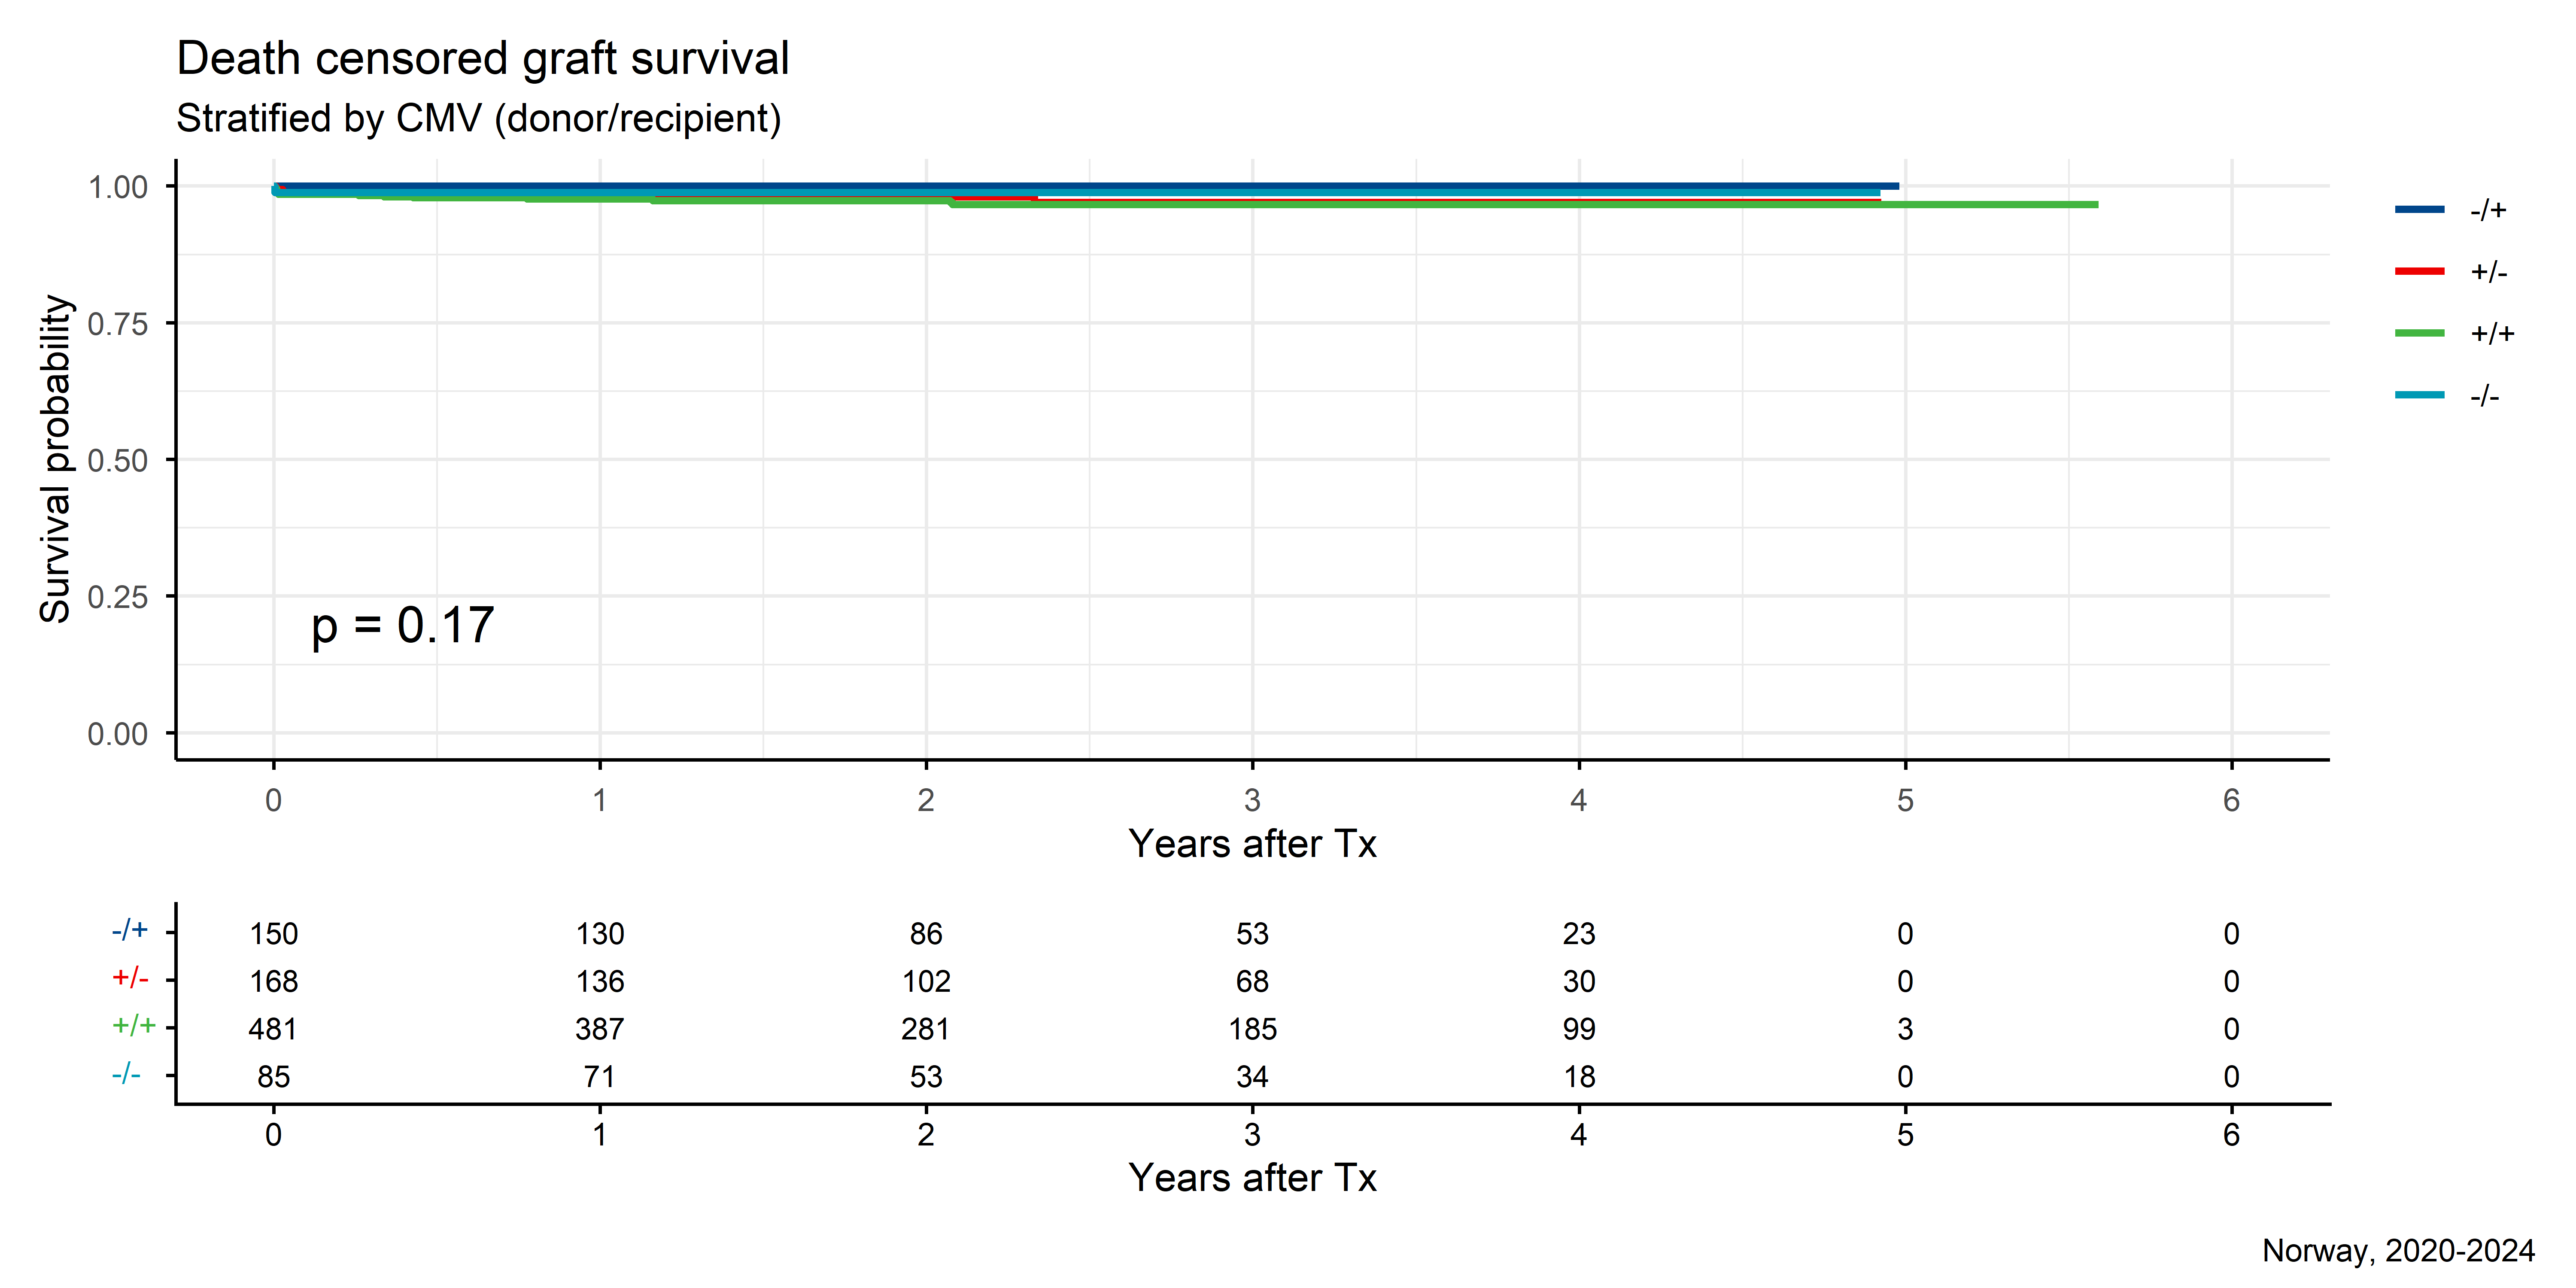 Death censored graft survival
Stratified by CMV (donor/recipient)
Survival probability
1.00
0.75
0.50
0.25
0.00
p = 0.17
0 1 2 3 4 5 6
Years after Tx
-/+
+/-
+/+
-/-
-/+ 150 130 86 53 23 0 0
+/- 168 136 102 68 30 0 0
+/+ 481 387 281 185 99 3 0
-/- 85 71 53 34 18 0 0
0 1 2 3 4 5 6
Years after Tx
Norway, 2020-2024